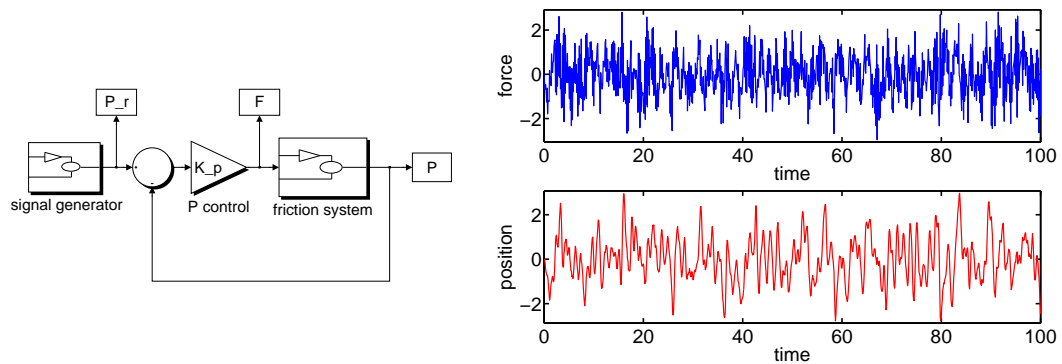 P_r
F
+
-
K_p
P
signal generator
P control
friction system
2
0
−2
force
0
20
40
60
80
100
time
2
0
−2
position
0
20
40
60
80
100
time